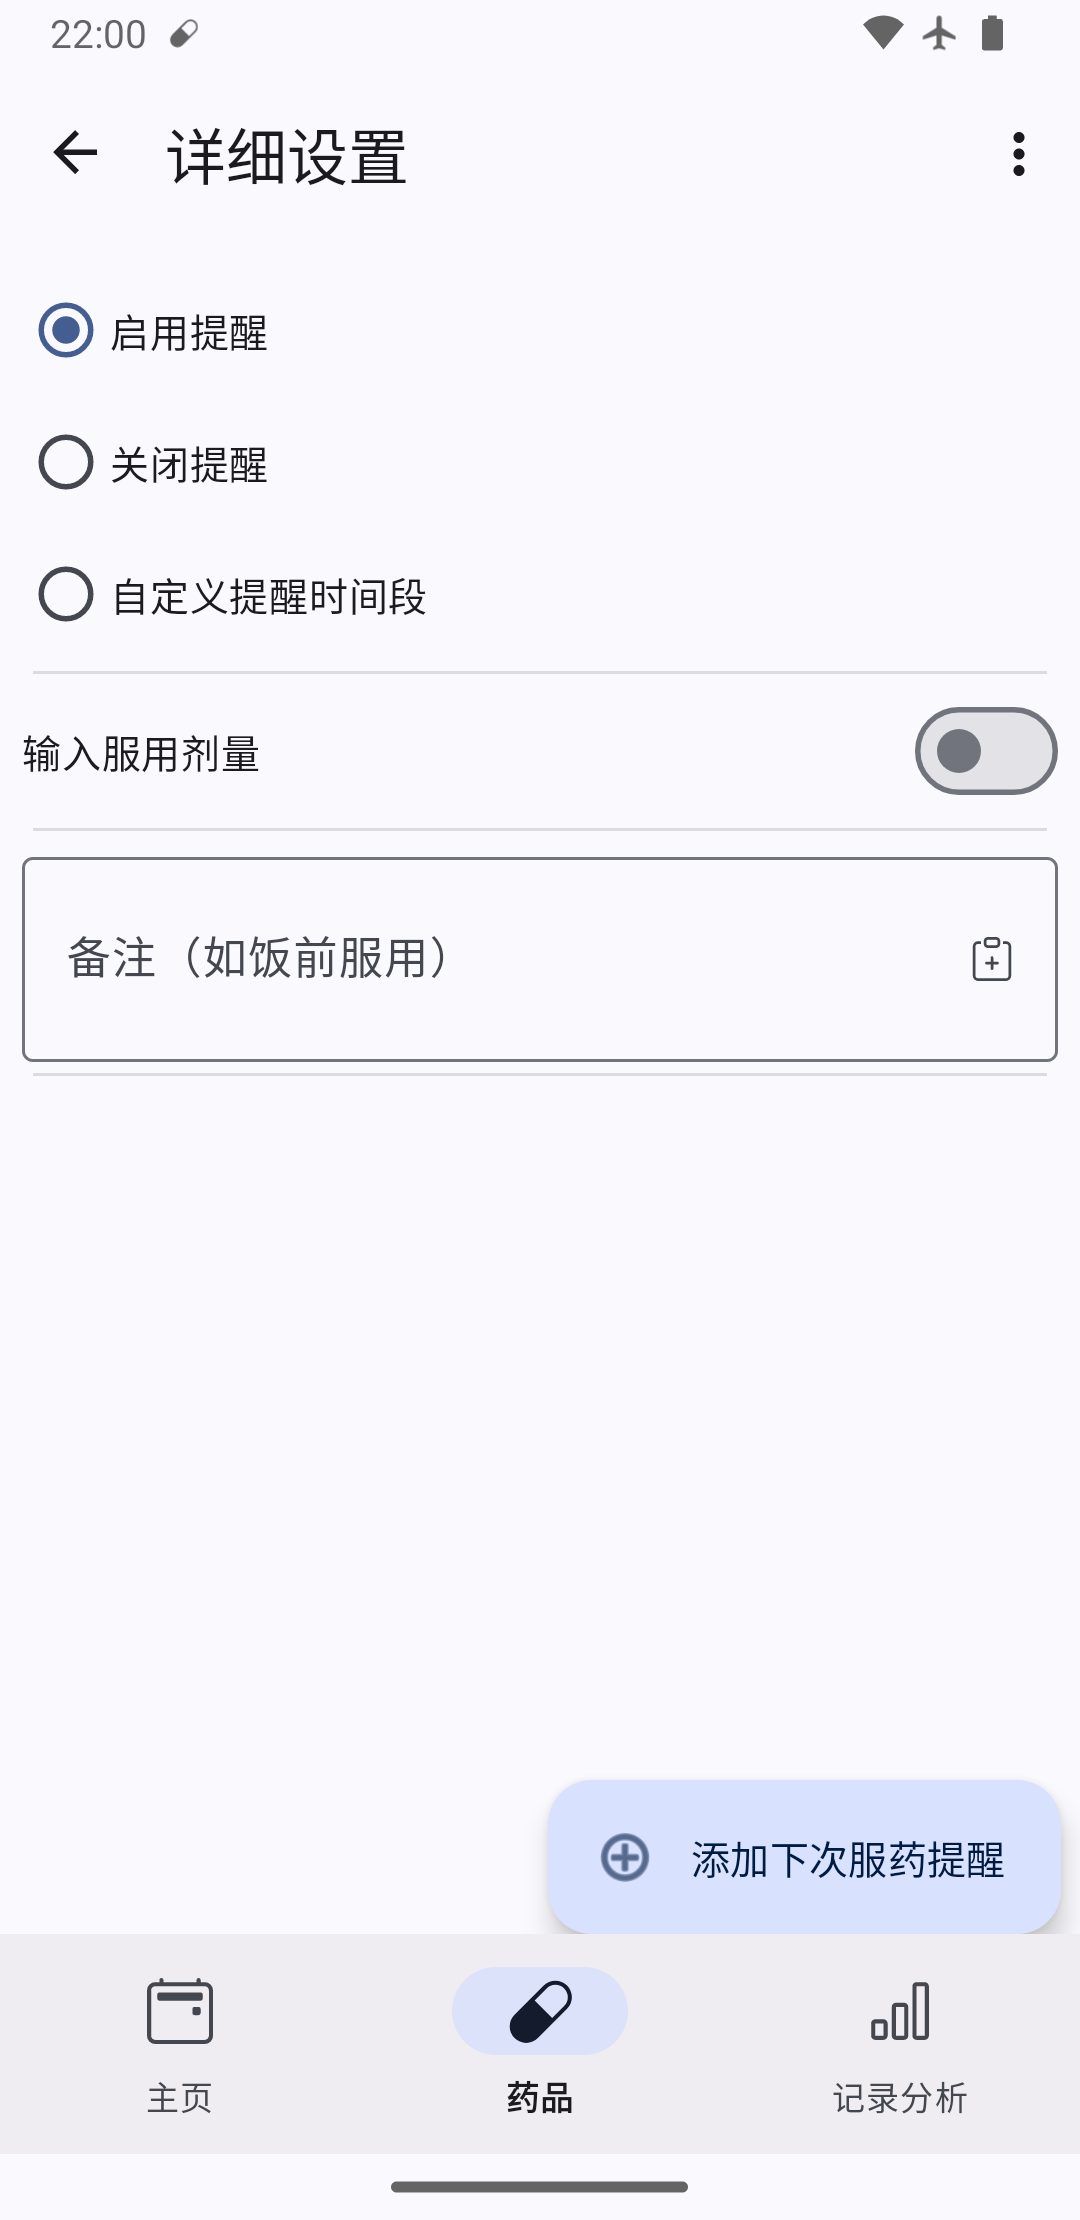 22:00
详细设置
启用提醒
关闭提醒
自定义提醒时间段
输入服用剂量
备注（如饭前服用）
添加下次服药提醒
主页
药品
记录分析